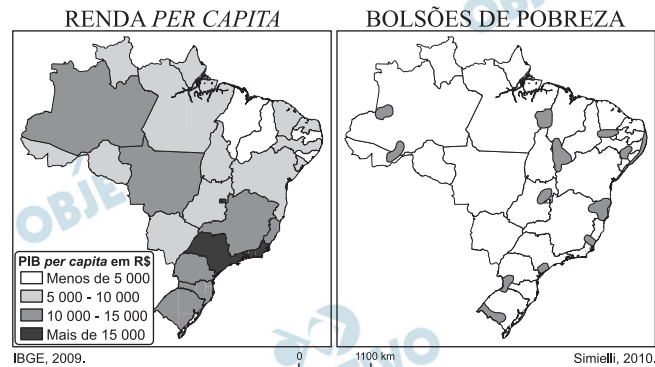 RENDA PER CAPITA
BOLSÕES DE POBREZA
PIB per capita em R$
Menos de 5 000
5 000 - 10 000
10 000 - 15 000
Mais de 15 000
IBGE, 2009.
0 1100 km
Simielli, 2010.
OBJETIVO